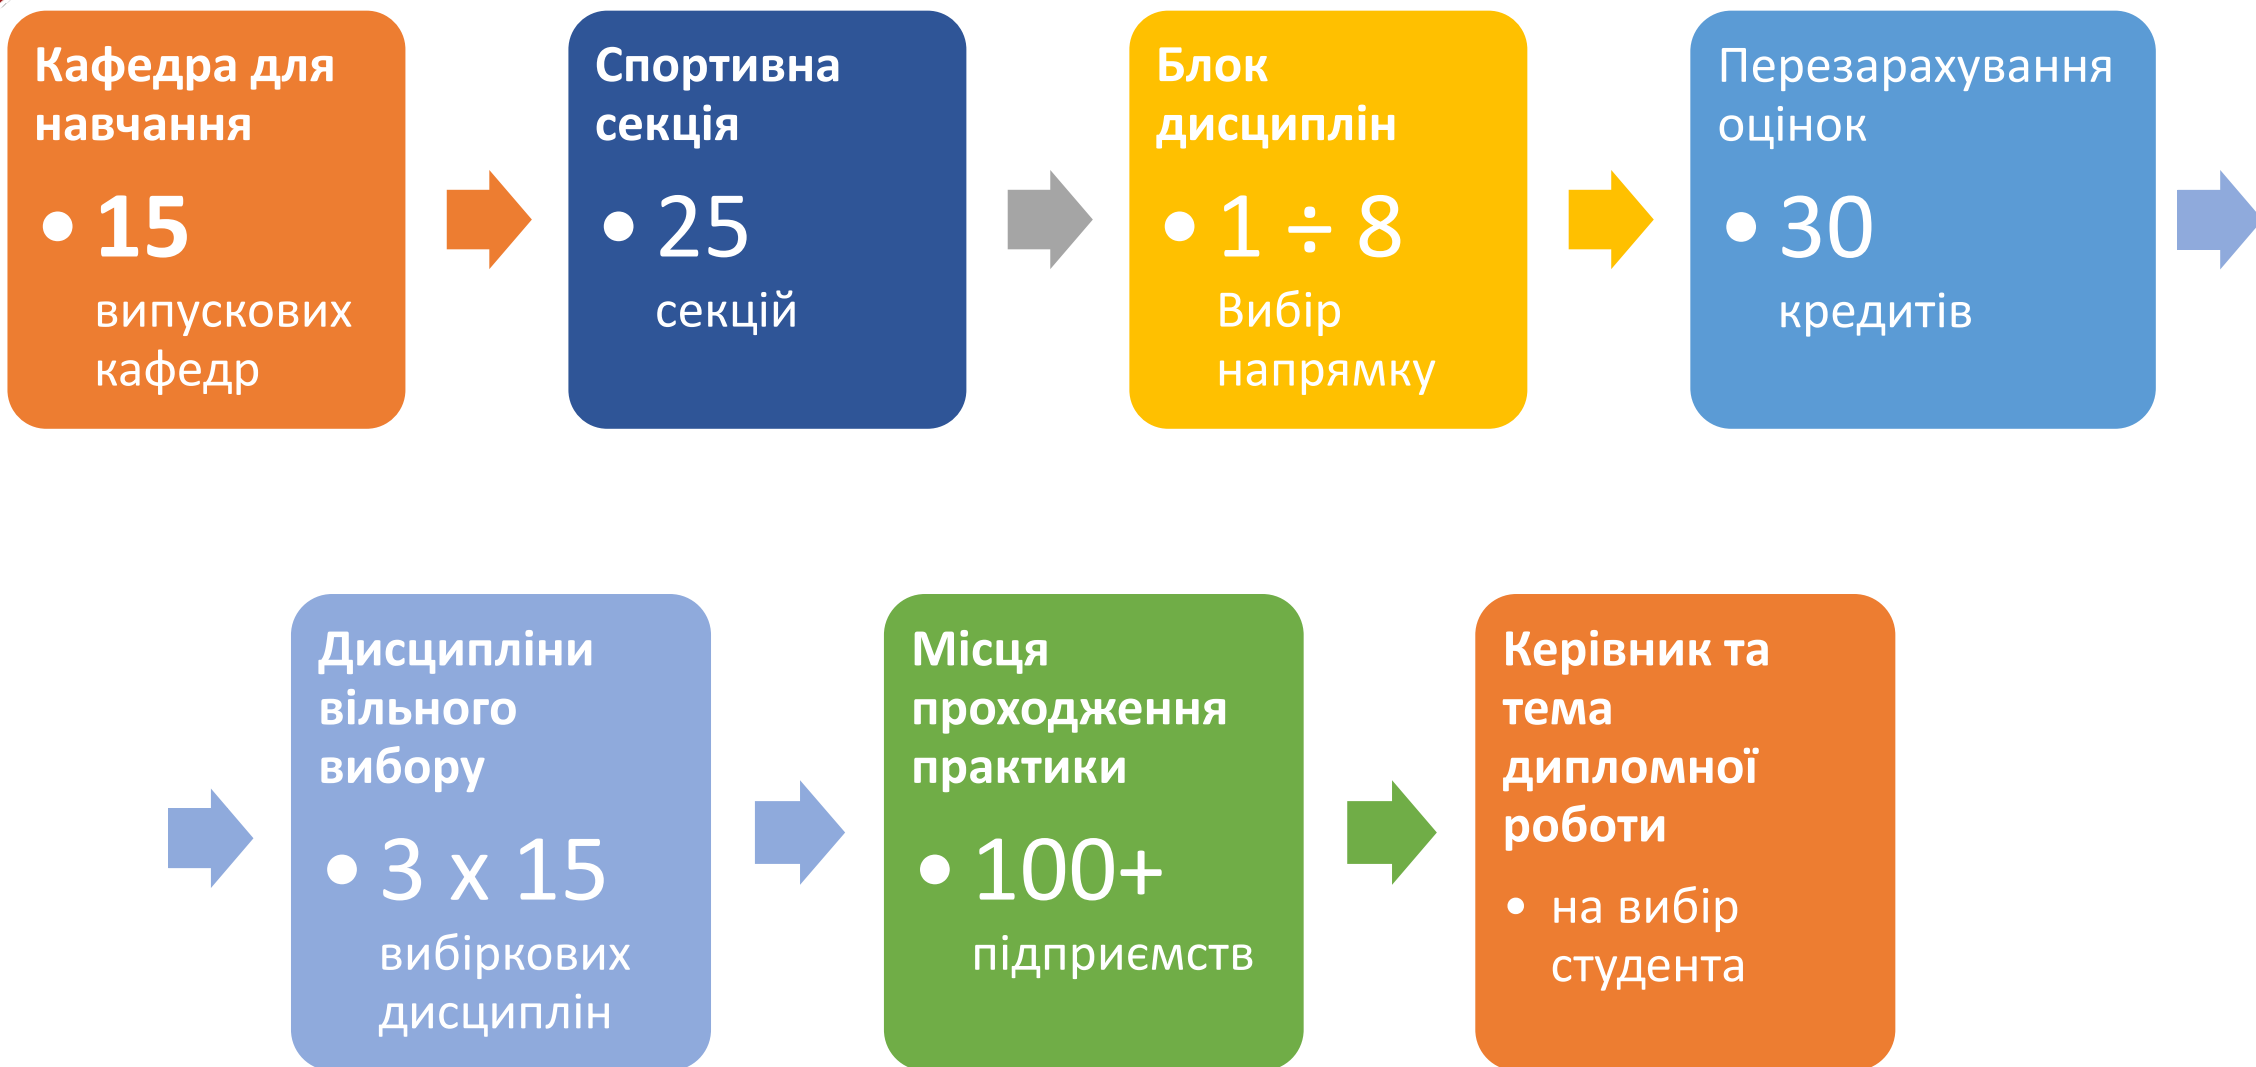 Кафедра для
навчання
• 15
випускових
кафедр
Спортивна
секція
• 25
секцій
Блок
дисциплін
• 1 ÷ 8
Вибір
напрямку
Перезарахування
оцінок
• 30
кредитів
Дисципліни
вільного
вибору
• 3 х 15
вибіркових
дисциплін
Місця
проходження
практики
• 100+
підприємств
Керівник та
тема
дипломної
роботи
• на вибір
студента